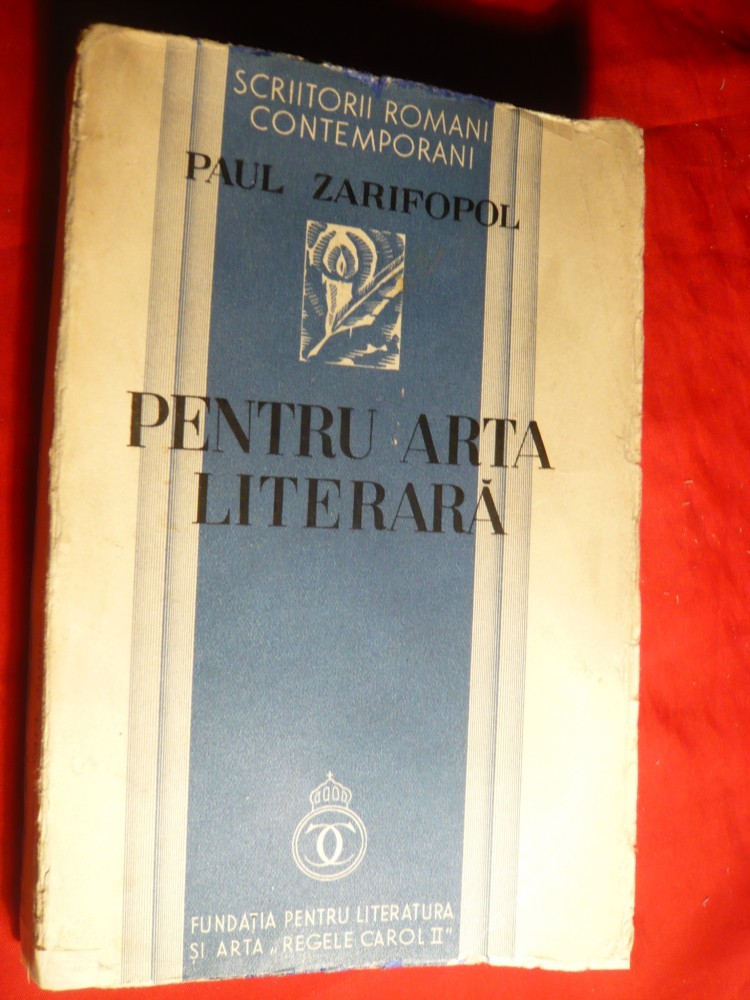 SCRIITORII ROMANI
CONTEMPORANI
PAUL ZARIFOPOL
PENTRU ARTA
LITERARĂ
FUNDAȚIA PENTRU LITERATURA
ȘI ARTA „REGELE CAROL II"